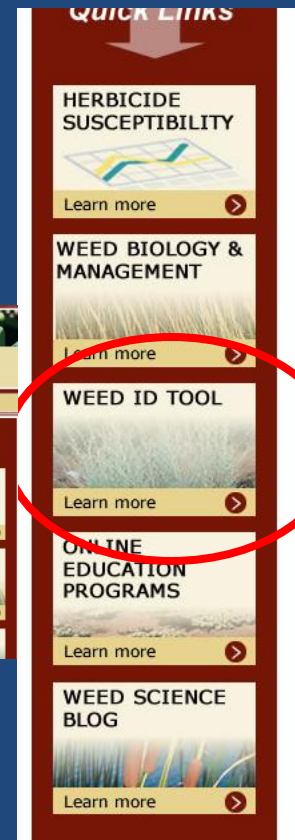 Quick Links
HERBICIDE
SUSCEPTIBILITY
Learn more
WEED BIOLOGY &
MANAGEMENT
Learn more
WEED ID TOOL
Learn more
ONLINE
EDUCATION
PROGRAMS
Learn more
WEED SCIENCE
BLOG
Learn more